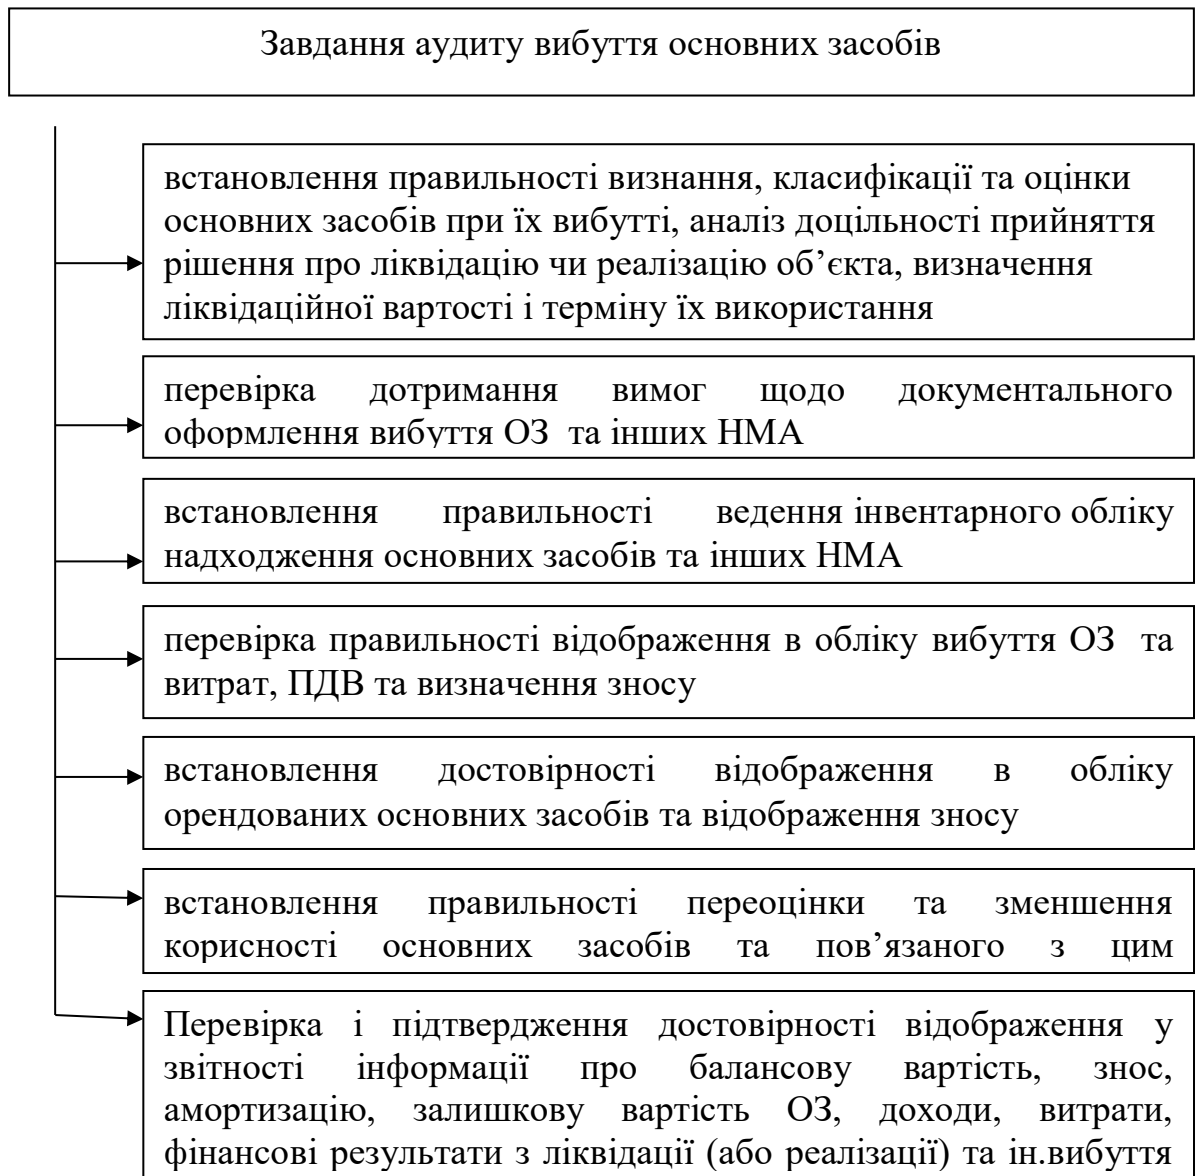 Завдання аудиту вибуття основних засобів
встановлення правильності визнання, класифікації та оцінки
основних засобів при їх вибутті, аналіз доцільності прийняття
рішення про ліквідацію чи реалізацію об’єкта, визначення
ліквідаційної вартості і терміну їх використання
перевірка дотримання вимог щодо документального
оформлення вибуття ОЗ та інших НМА
встановлення правильності ведення інвентарного обліку
надходження основних засобів та інших НМА
перевірка правильності відображення в обліку вибуття ОЗ та
витрат, ПДВ та визначення зносу
встановлення достовірності відображення в обліку
орендованих основних засобів та відображення зносу
встановлення правильності переоцінки та зменшення
корисності основних засобів та пов’язаного з цим
Перевірка і підтвердження достовірності відображення у
звітності інформації про балансову вартість, знос,
амортизацію, залишкову вартість ОЗ, доходи, витрати,
фінансові результати з ліквідації (або реалізації) та ін.вибуття